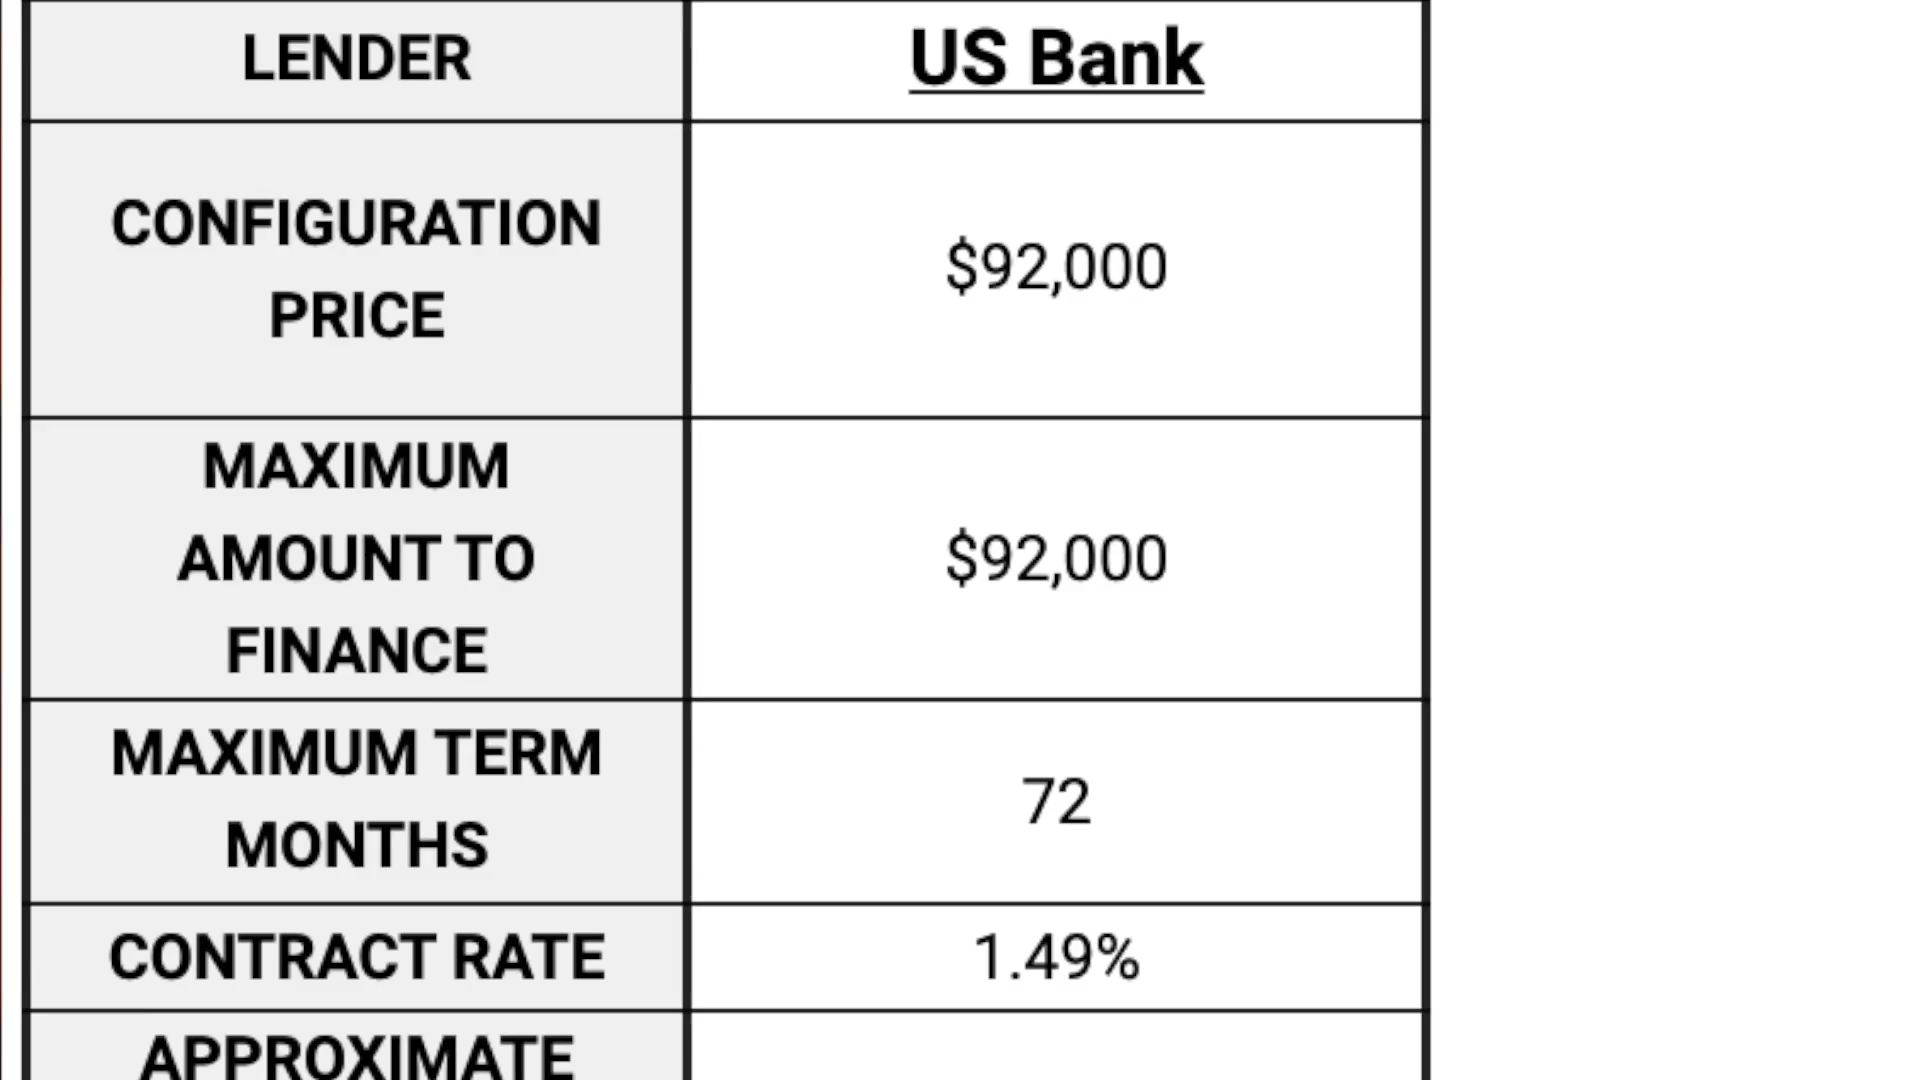 LENDER
US Bank
CONFIGURATION
PRICE
$92,000
MAXIMUM
AMOUNT TO
FINANCE
$92,000
MAXIMUM TERM
MONTHS
72
CONTRACT RATE
1.49%
APPROXIMATE